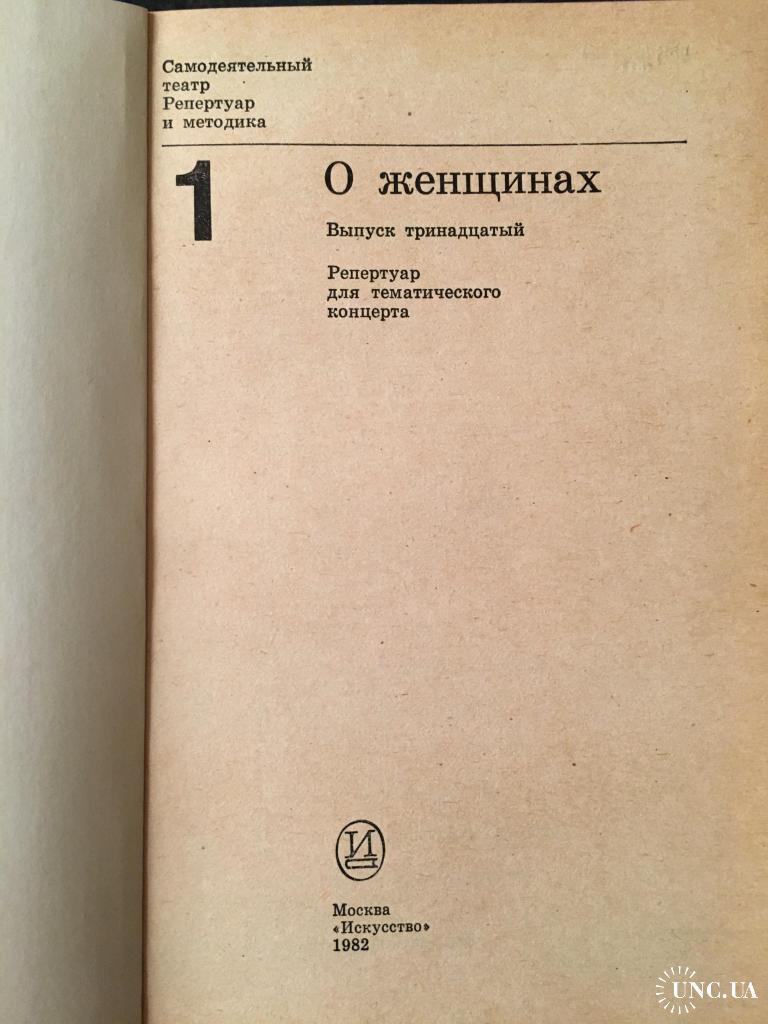 Самодеятельный
театр
Репертуар
и методика
1
О женщинах
Выпуск тринадцатый
Репертуар
для тематического
концерта
И
Москва
«Искусство»
1982
UNC.UA